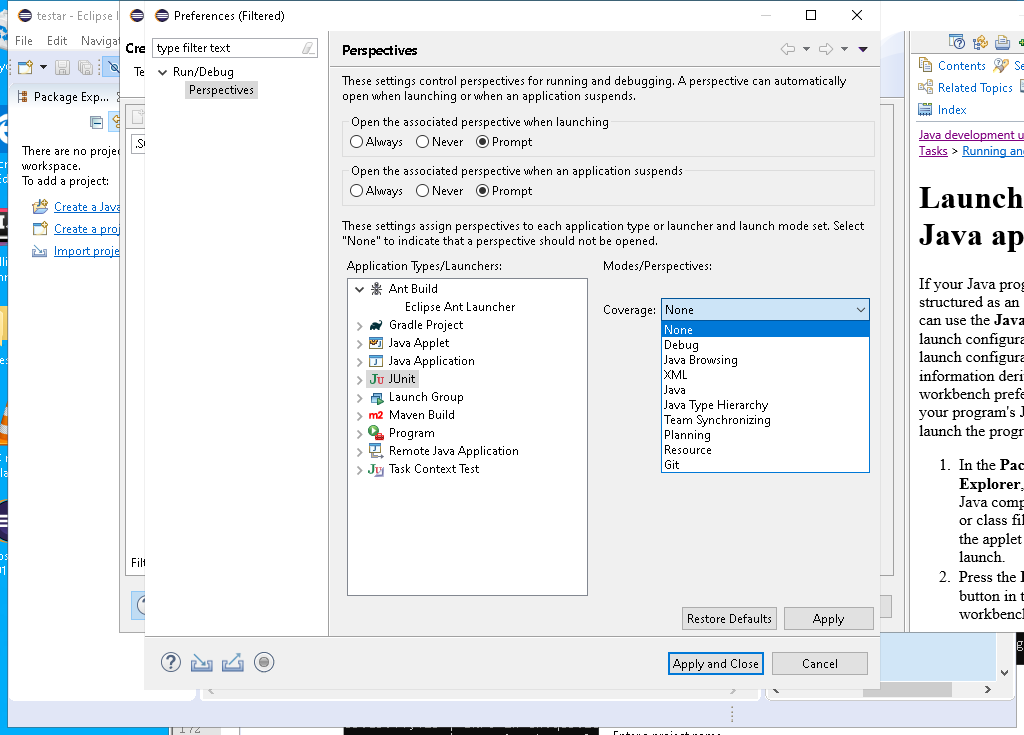 testar - Eclipse
File Edit Navigat
Package Exp...
There are no projec
workspace.
To add a project:
Create a Java
Create a proj
Import proje
Cre
Te
Filt
Preferences (Filtered)
type filter text
Run/Debug
Perspectives
Perspectives
These settings control perspectives for running and debugging. A perspective can automatically
open when launching or when an application suspends.
Open the associated perspective when launching
Always Never Prompt
Open the associated perspective when an application suspends
Always Never Prompt
These settings assign perspectives to each application type or launcher and launch mode set. Select
"None" to indicate that a perspective should not be opened.
Application Types/Launchers:
Ant Build
Eclipse Ant Launcher
Gradle Project
Java Applet
Java Application
JUnit
Launch Group
Maven Build
Program
Remote Java Application
Task Context Test
Modes/Perspectives:
Coverage: None
None
Debug
Java Browsing
XML
Java
Java Type Hierarchy
Team Synchronizing
Planning
Resource
Git
Restore Defaults Apply
Apply and Close Cancel
Contents Se
Related Topics
Index
Java development u
Tasks > Running and
Launch
Java ap
If your Java prog
structured as an
can use the Java
launch configura
launch configura
information deri
workbench prefe
your program's J
launch the progr
1. In the Pac
Explorer,
Java comp
or class fil
the applet
launch.
2. Press the
button in t
workbencl
172